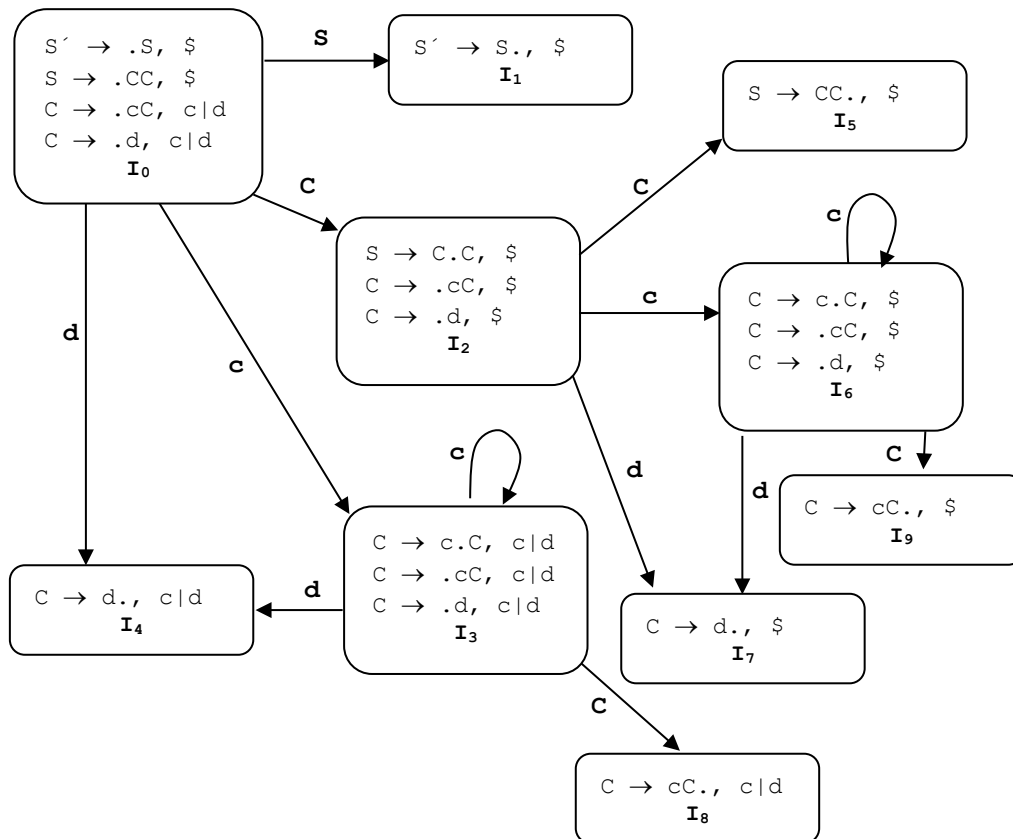 S´ → .S, $
S → .CC, $
C → .cC, c|d
C → .d, c|d
I₀
S
S´ → S., $
I₁
S → CC., $
I₅
C
C
c
S → C.C, $
C → .cC, $
C → .d, $
I₂
c
C → c.C, $
C → .cC, $
C → .d, $
I₆
d
c
c
d
d
C
C → cC., $
I₉
C → c.C, c|d
C → .cC, c|d
C → .d, c|d
I₃
d
C → d., c|d
I₄
C → d., $
I₇
C
C → cC., c|d
I₈